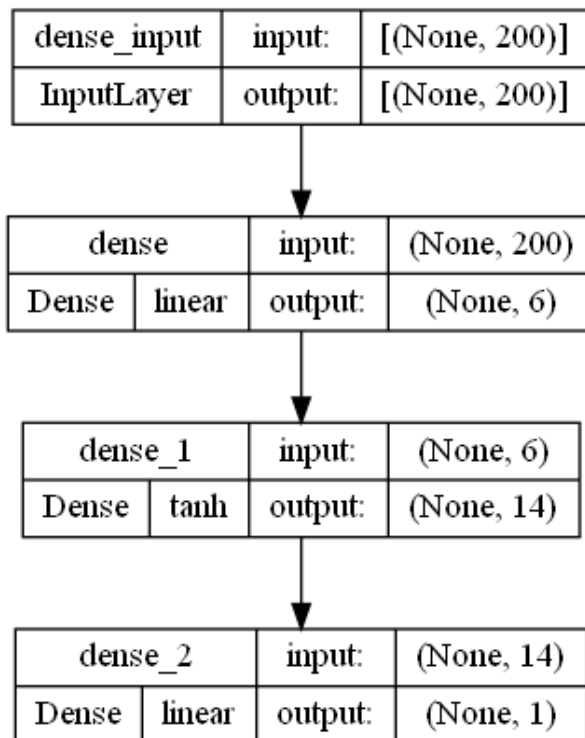 dense_input input: [(None, 200)]
InputLayer output: [(None, 200)]
dense input: (None, 200)
Dense linear output: (None, 6)
dense_1 input: (None, 6)
Dense tanh output: (None, 14)
dense_2 input: (None, 14)
Dense linear output: (None, 1)